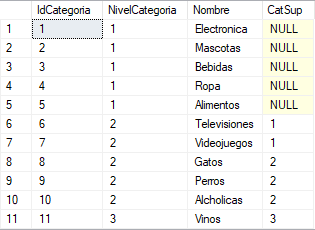 IdCategoria NivelCategoria Nombre CatSup
1 1 1 Electronica NULL
2 2 1 Mascotas NULL
3 3 1 Bebidas NULL
4 4 1 Ropa NULL
5 5 1 Alimentos NULL
6 6 2 Televisiones 1
7 7 2 Videojuegos 1
8 8 2 Gatos 2
9 9 2 Perros 2
10 10 2 Alcholicas 2
11 11 3 Vinos 3